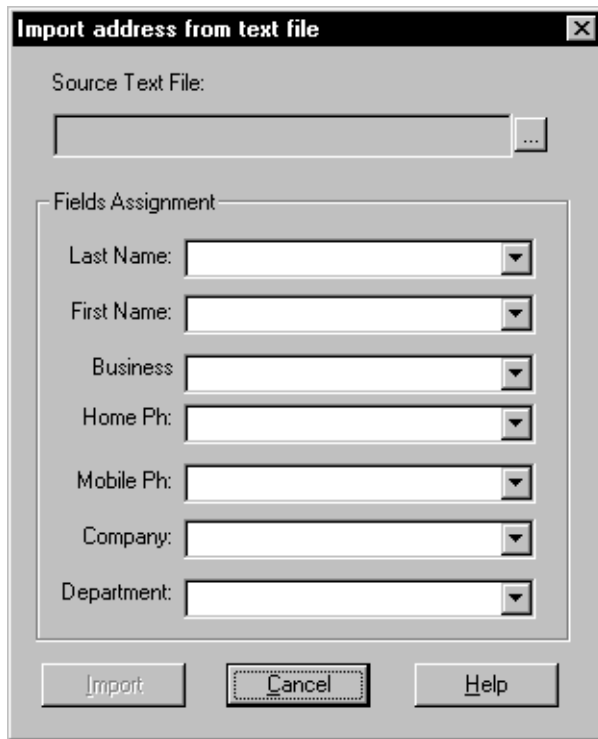 Import address from text file
Source Text File:
...
Fields Assignment
Last Name:
First Name:
Business
Home Ph:
Mobile Ph:
Company:
Department:
Import Cancel Help